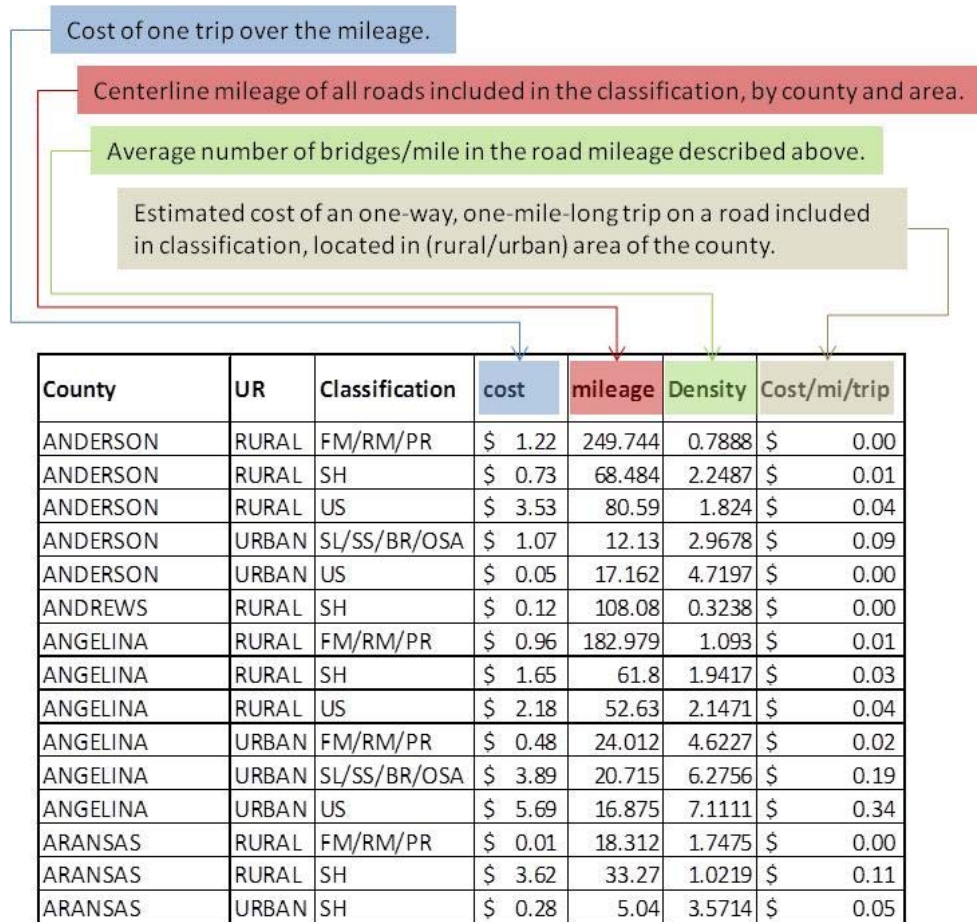 Cost of one trip over the mileage.
Centerline mileage of all roads included in the classification, by county and area.
Average number of bridges/mile in the road mileage described above.
Estimated cost of an one-way, one-mile-long trip on a road included
in classification, located in (rural/urban) area of the county.
County UR Classification cost mileage Density Cost/mi/trip
ANDERSON RURAL FM/RM/PR $ 1.22 249.744 0.7888 $ 0.00
ANDERSON RURAL SH $ 0.73 68.484 2.2487 $ 0.01
ANDERSON RURAL US $ 3.53 80.59 1.824 $ 0.04
ANDERSON URBAN SL/SS/BR/OSA $ 1.07 12.13 2.9678 $ 0.09
ANDERSON URBAN US $ 0.05 17.162 4.7197 $ 0.00
ANDREWS RURAL SH $ 0.12 108.08 0.3238 $ 0.00
ANGELINA RURAL FM/RM/PR $ 0.96 182.979 1.093 $ 0.01
ANGELINA RURAL SH $ 1.65 61.8 1.9417 $ 0.03
ANGELINA RURAL US $ 2.18 52.63 2.1471 $ 0.04
ANGELINA URBAN FM/RM/PR $ 0.48 24.012 4.6227 $ 0.02
ANGELINA URBAN SL/SS/BR/OSA $ 3.89 20.715 6.2756 $ 0.19
ANGELINA URBAN US $ 5.69 16.875 7.1111 $ 0.34
ARANSAS RURAL FM/RM/PR $ 0.01 18.312 1.7475 $ 0.00
ARANSAS RURAL SH $ 3.62 33.27 1.0219 $ 0.11
ARANSAS URBAN SH $ 0.28 5.04 3.5714 $ 0.05